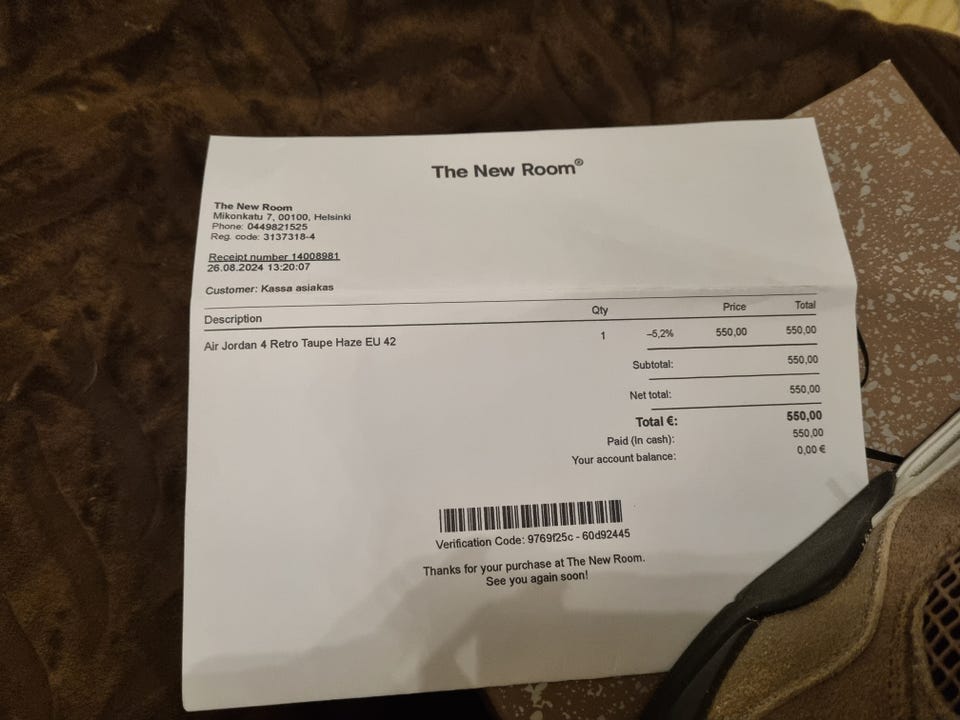 The New Room®
The New Room
Mikonkatu 7, 00100, Helsinki
Phone: 0449821525
Reg. code: 3137318-4
Receipt number 14008981
26.08.2024 13:20:07
Customer: Kassa asiakas
Description Qty Price Total
Air Jordan 4 Retro Taupe Haze EU 42 1 -5,2% 550,00 550,00
Subtotal: 550,00
Net total: 550,00
Total €: 550,00
Paid (In cash): 550,00
Your account balance: 0,00 €
Verification Code: 9769f25c - 60d92445
Thanks for your purchase at The New Room.
See you again soon!